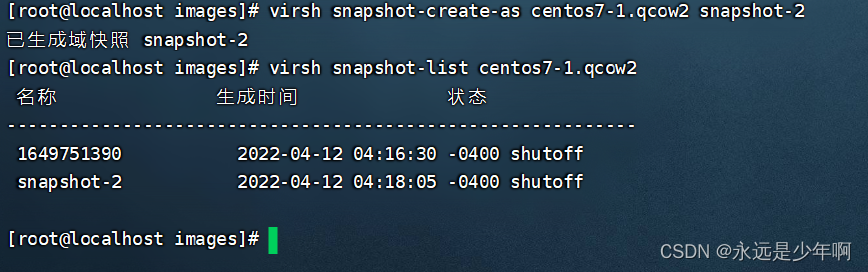 [root@localhost images]# virsh snapshot-create-as centos7-1.qcow2 snapshot-2
已生成域快照 snapshot-2
[root@localhost images]# virsh snapshot-list centos7-1.qcow2
 名称               生成时间              状态
------------------------------------------------------------
 1649751390           2022-04-12 04:16:30 -0400 shutoff
 snapshot-2           2022-04-12 04:18:05 -0400 shutoff
[root@localhost images]#
CSDN @永远是少年啊